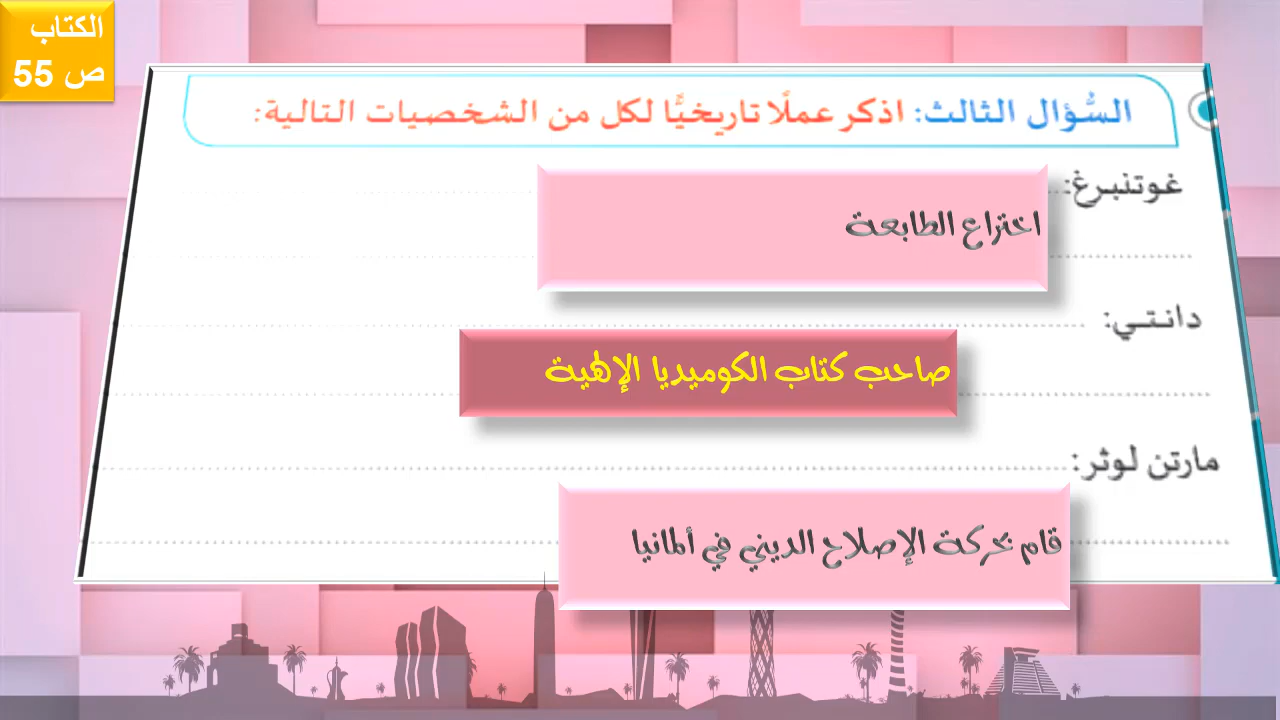 الكتاب
ص 55
السُّؤال الثالث: اذكر عملًا تاريخيًّا لكل من الشخصيات التالية:
غوتنبرغ:
اختراع الطابعة
دانتي:
صاحب كتاب الكوميديا الإلهية
مارتن لوثر:
قام بحركة الإصلاح الديني في ألمانيا